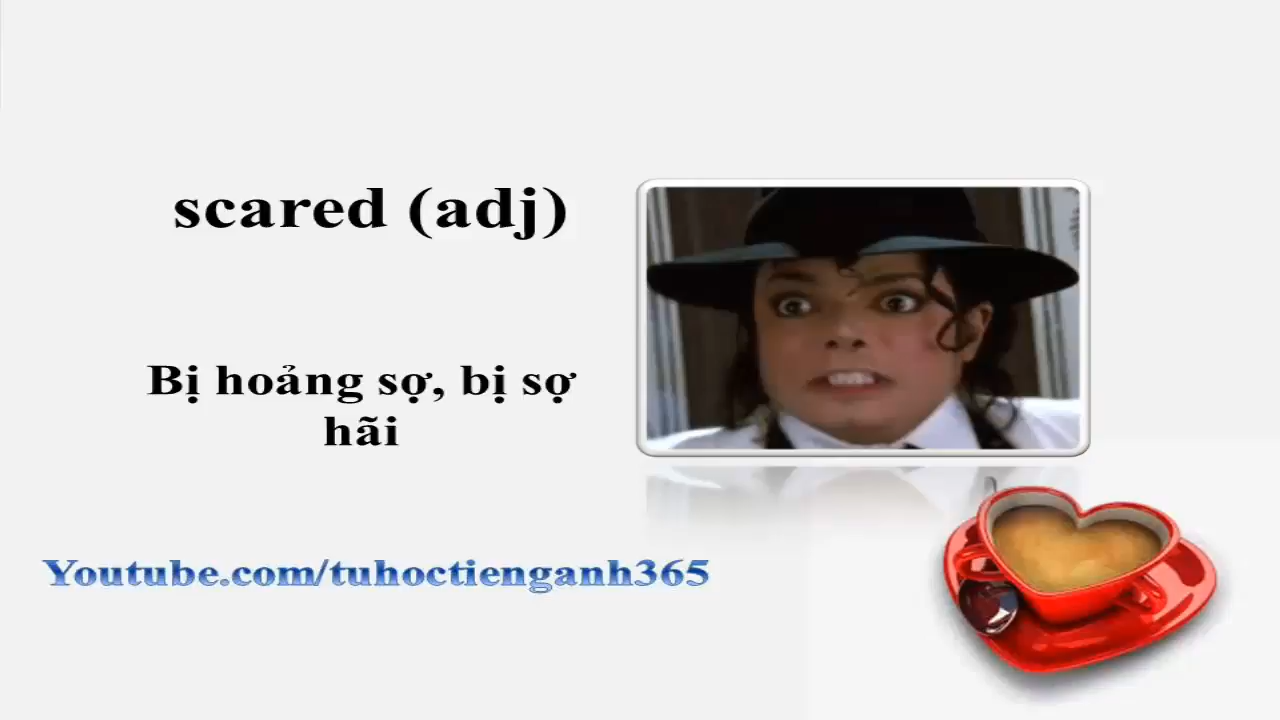 scared (adj)
Bị hoảng sợ, bị sợ
hãi
Youtube.com/tuhoctienganh365